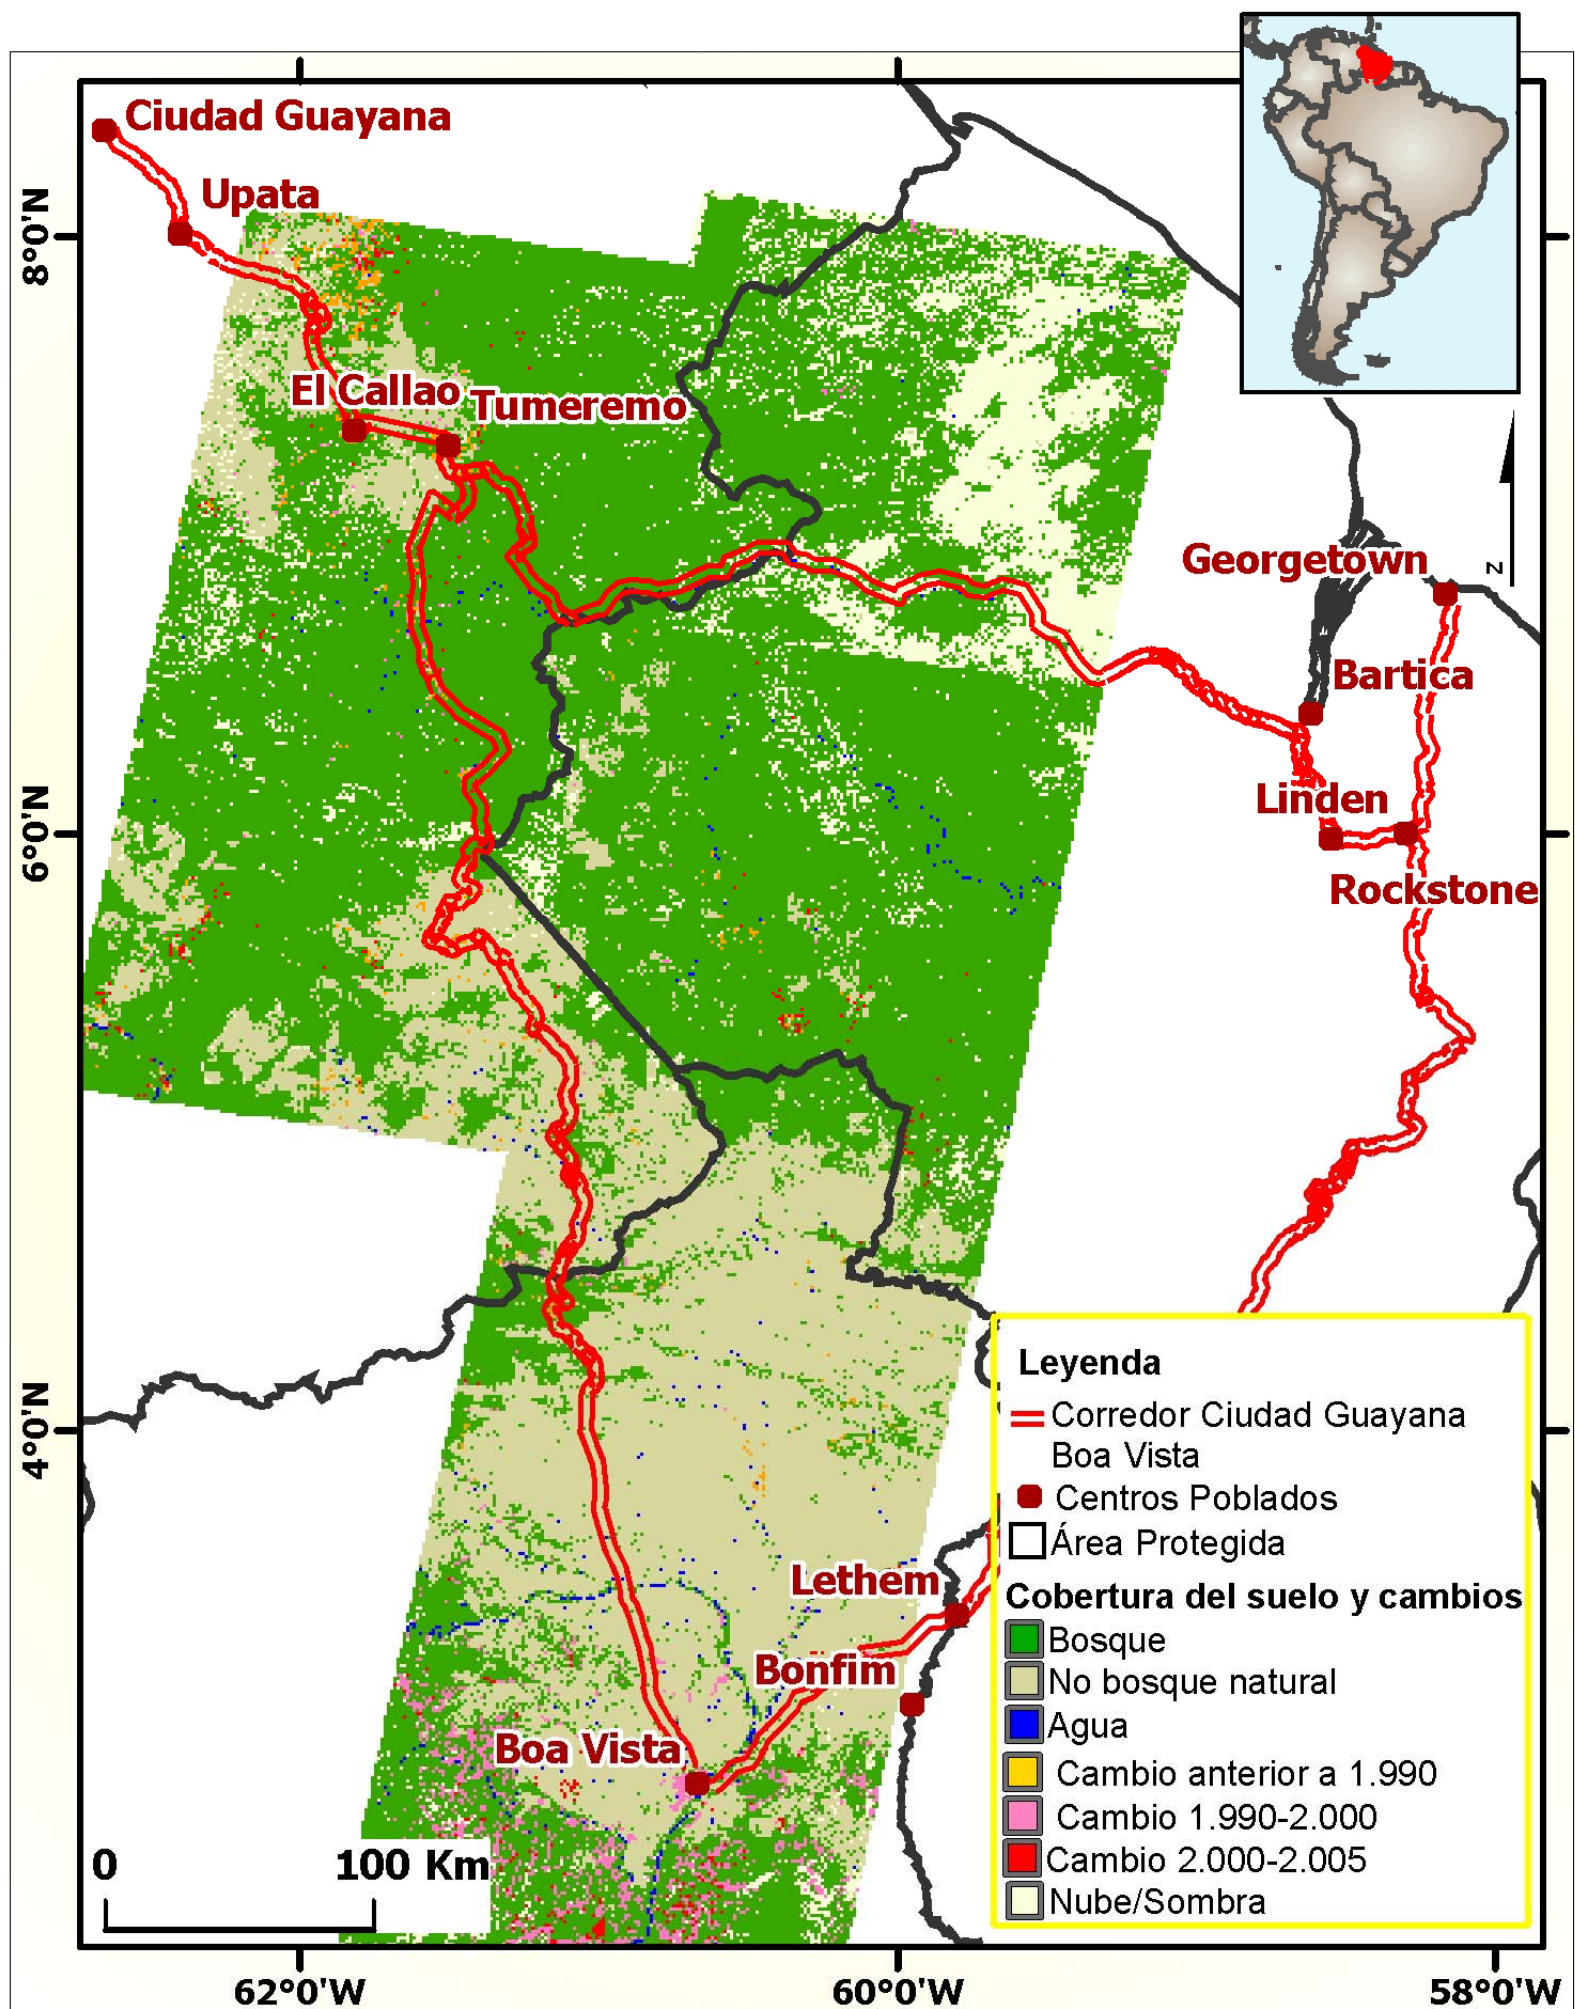 Ciudad Guayana
Upata
8°0'N
El Callao
Tumeremo
Georgetown
N
Bartica
6°0'N
Linden
Rockstone
4°0'N
Leyenda
Corredor Ciudad Guayana
Boa Vista
Centros Poblados
Área Protegida
Lethem
Cobertura del suelo y cambios
Bosque
Bonfim
No bosque natural
Agua
Boa Vista
Cambio anterior a 1.990
Cambio 1.990-2.000
0 100 Km
Cambio 2.000-2.005
Nube/Sombra
62°0'W 60°0'W 58°0'W